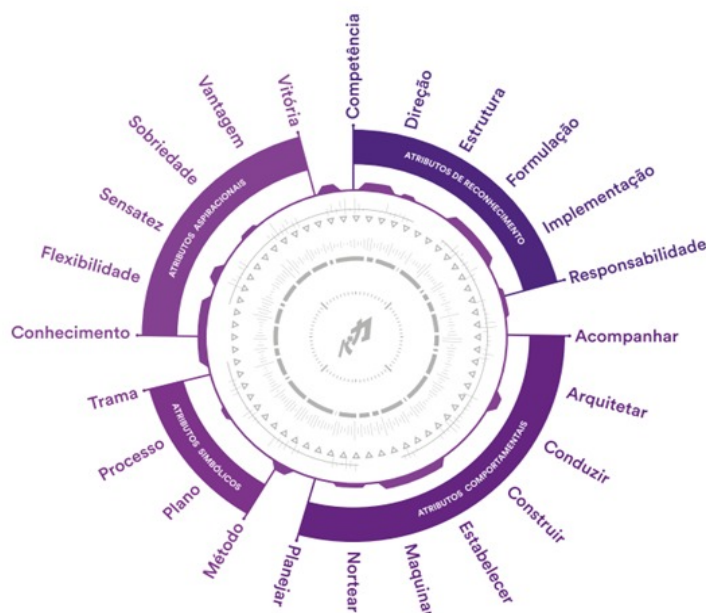 Competência
Direção
Estrutura
Formulação
Implementação
Responsabilidade
ATRIBUTOS DE RECONHECIMENTO
Acompanhar
Arquitetar
Conduzir
Construir
Estabelecer
Maquinar
Nortear
Planejar
ATRIBUTOS COMPORTAMENTAIS
Método
Plano
Processo
Trama
ATRIBUTOS SIMBÓLICOS
Conhecimento
Flexibilidade
Sensatez
Sobriedade
Vantagem
Vitória
ATRIBUTOS ASPIRACIONAIS